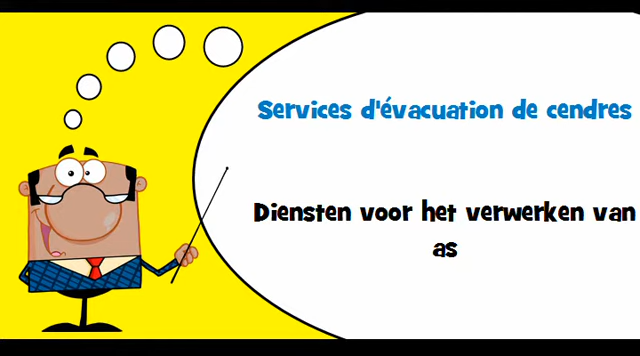 Services d'évacuation de cendres
Diensten voor het verwerken van
as